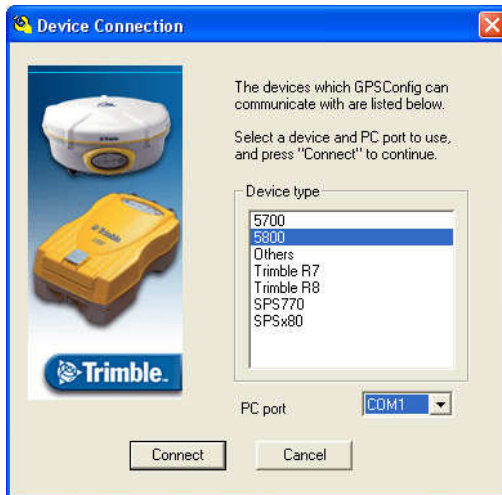 Device Connection
The devices which GPSConfig can
communicate with are listed below.
Select a device and PC port to use,
and press "Connect" to continue.
Device type
5700
5800
Others
Trimble R7
Trimble R8
SPS770
SPSx80
Trimble.
PC port
COM1
Connect
Cancel